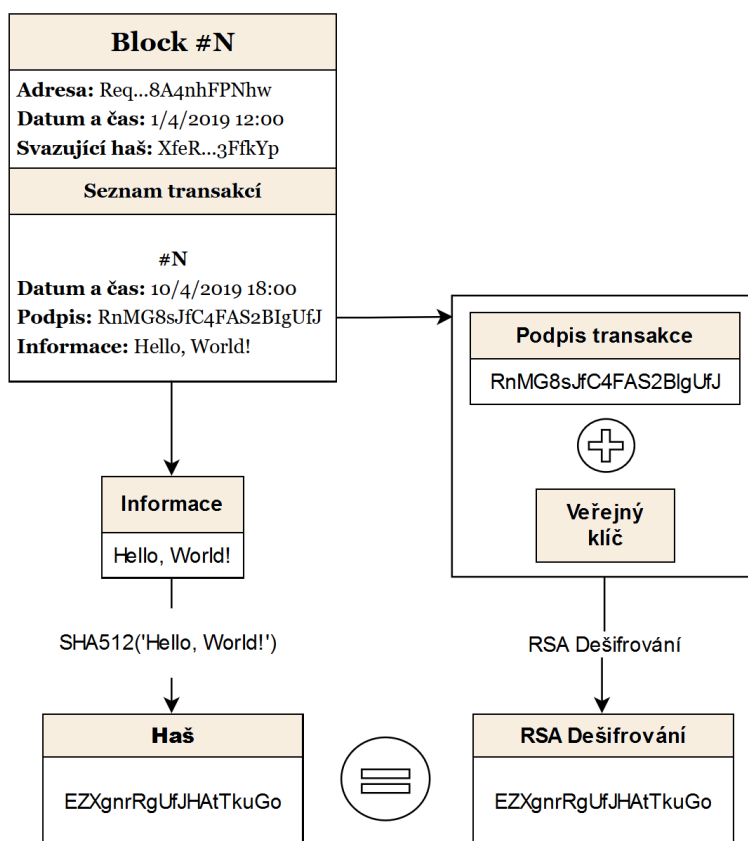 Block #N
Adresa: Req...8A4nhFPNhw
Datum a čas: 1/4/2019 12:00
Svazující haš: XfeR...3FfkYp
Seznam transakcí
#N
Datum a čas: 10/4/2019 18:00
Podpis: RnMG8sJfC4FAS2BIgUfJ
Informace: Hello, World!
Podpis transakce
RnMG8sJfC4FAS2BIgUfJ
Veřejný
klíč
Informace
Hello, World!
SHA512('Hello, World!')
RSA Dešifrování
Haš
EZXgnrRgUfJHAtTkuGo
RSA Dešifrování
EZXgnrRgUfJHAtTkuGo